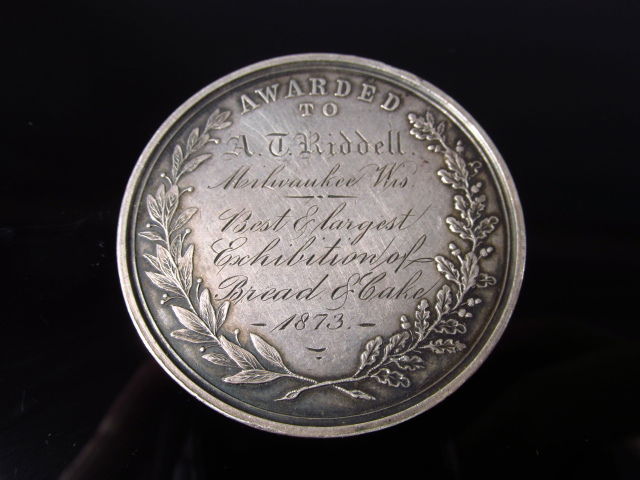 AWARDED
TO
A. T. Riddell
Milwaukee Wis.
Best & largest
Exhibition of
Bread & Cake
- 1873. -